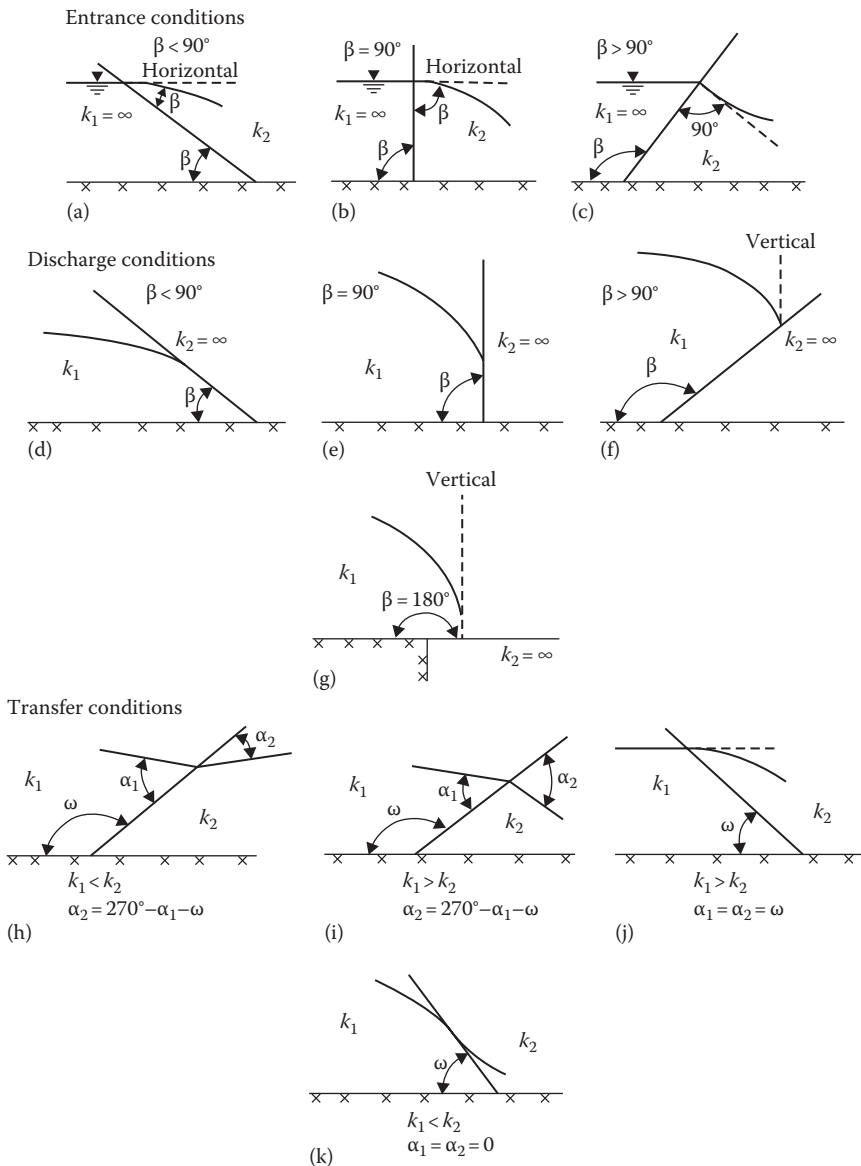 Entrance conditions
β < 90°
Horizontal
k₁ = ∞
β
k₂
β
(a)
β = 90°
Horizontal
k₁ = ∞
β
k₂
β
(b)
β > 90°
k₁ = ∞
90°
β
k₂
(c)
Discharge conditions
β < 90°
k₂ = ∞
k₁
β
(d)
β = 90°
k₂ = ∞
k₁
β
(e)
Vertical
β > 90°
k₁
k₂ = ∞
β
(f)
Vertical
k₁
β = 180°
k₂ = ∞
(g)
Transfer conditions
α₂
k₁
α₁
ω
k₂
k₁ < k₂
α₂ = 270°−α₁−ω
(h)
k₁
α₁
α₂
ω
k₂
k₁ > k₂
α₂ = 270°−α₁−ω
(i)
k₁
ω
k₂
k₁ > k₂
α₁ = α₂ = ω
(j)
k₁
k₂
ω
k₁ < k₂
α₁ = α₂ = 0
(k)